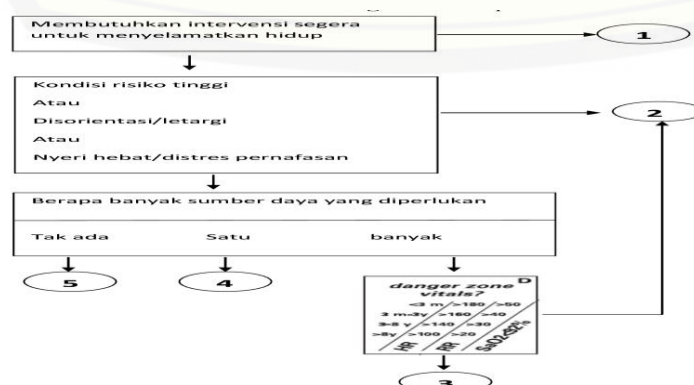 Membutuhkan intervensi segera
untuk menyelamatkan hidup
1
Kondisi risiko tinggi
Atau
Disorientasi/letargi
Atau
Nyeri hebat/distres pernafasan
2
Berapa banyak sumber daya yang diperlukan
Tak ada Satu banyak
5 4
D
danger zone
vitals?
<3 m >180 >50
3 m-3y >160 >40
3-8 y >140 >30
>8y >100 >20
HR RR SaO2<92%
3